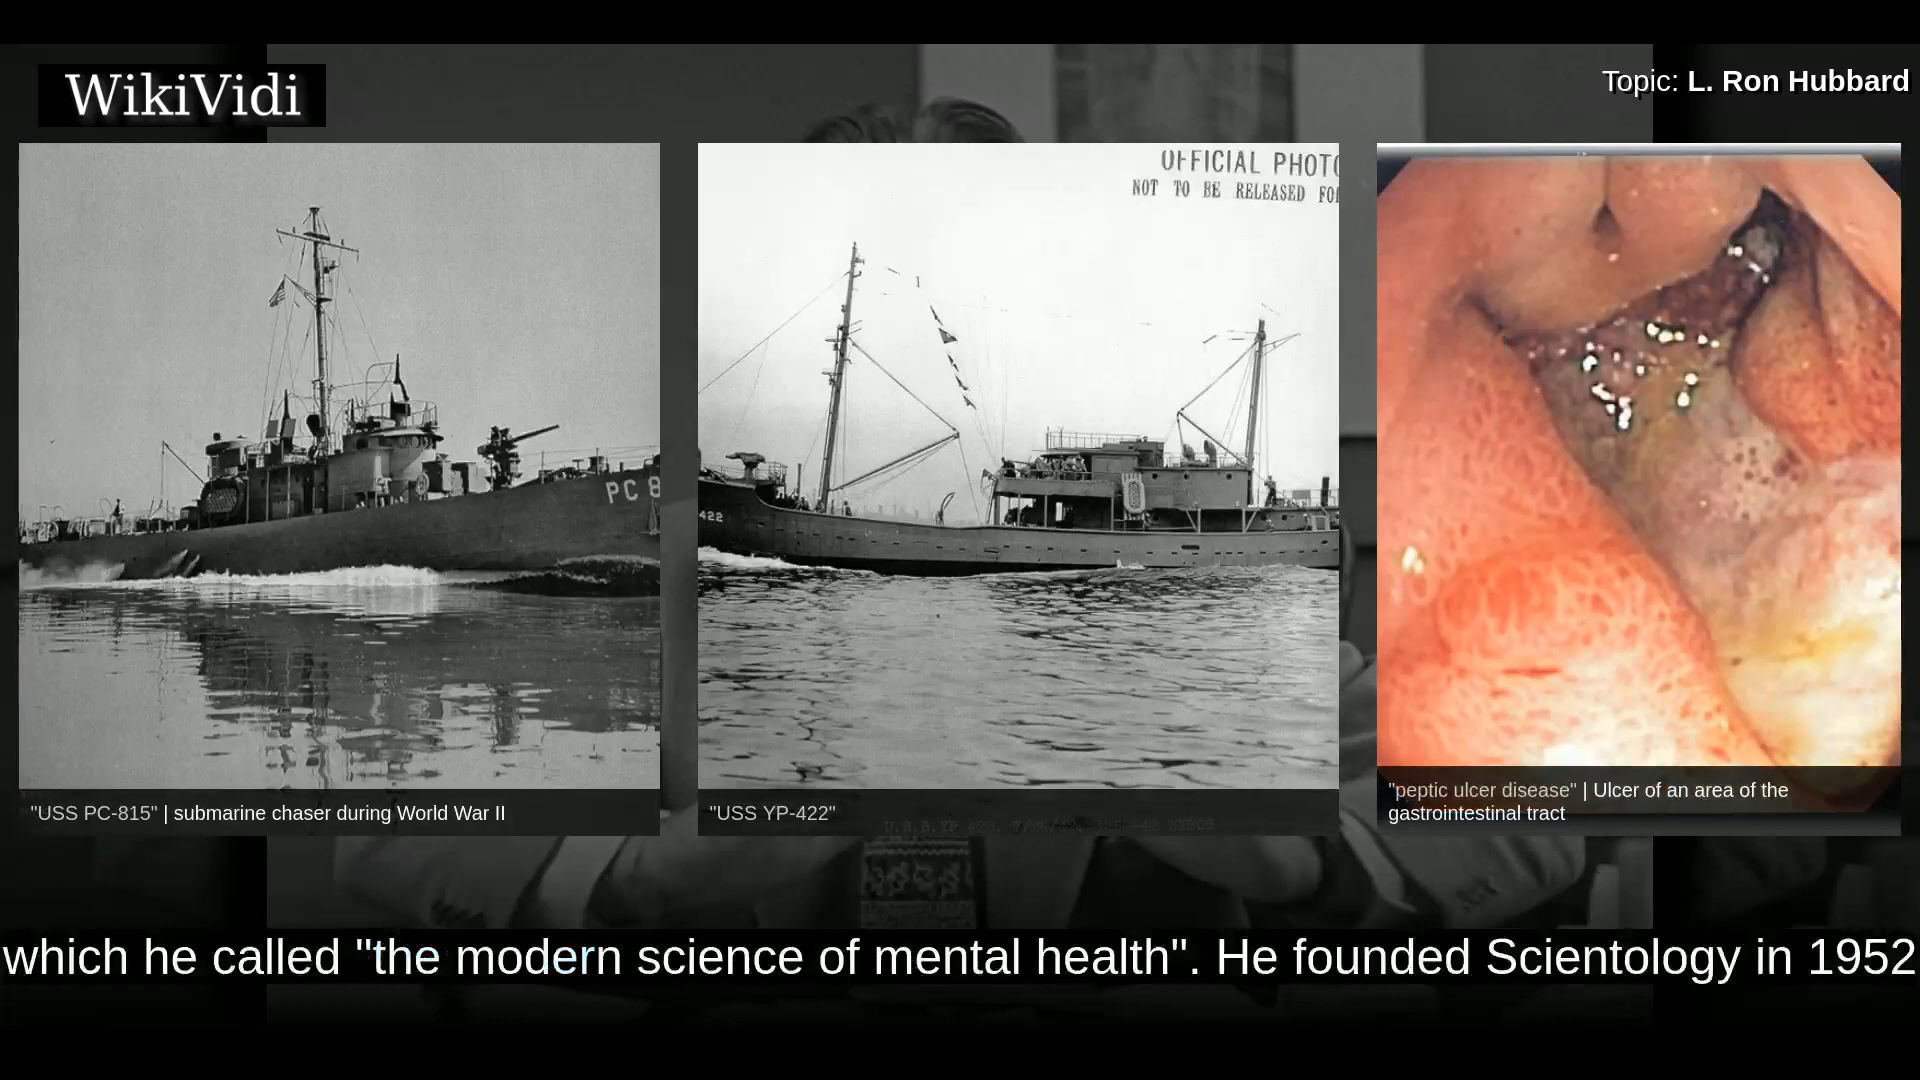 WikiVidi
Topic: L. Ron Hubbard
OFFICIAL PHOTO
NOT TO BE RELEASED FO
PC 8
422
"USS PC-815" | submarine chaser during World War II
"USS YP-422"
"peptic ulcer disease" | Ulcer of an area of the
gastrointestinal tract
which he called "the modern science of mental health". He founded Scientology in 1952